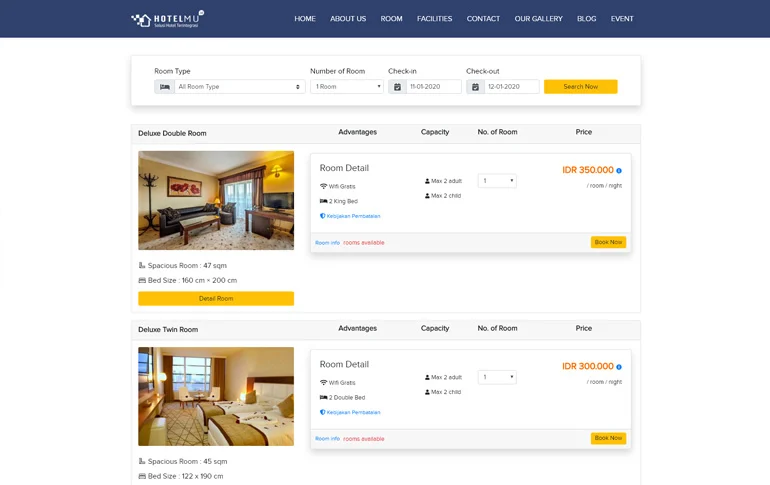 HOTELMU
Solusi Hotel Terintegrasi
HOME ABOUT US ROOM FACILITIES CONTACT OUR GALLERY BLOG EVENT
Room Type Number of Room Check-in Check-out
All Room Type 1 Room 11-01-2020 12-01-2020 Search Now
Deluxe Double Room Advantages Capacity No. of Room Price
Room Detail IDR 350.000
Wifi Gratis Max 2 adult 1 / room / night
2 King Bed Max 2 child
Kebijakan Pembatalan
Room info rooms available Book Now
Spacious Room : 47 sqm
Bed Size : 160 cm × 200 cm
Detail Room
Deluxe Twin Room Advantages Capacity No. of Room Price
Room Detail IDR 300.000
Wifi Gratis Max 2 adult 1 / room / night
2 Double Bed Max 2 child
Kebijakan Pembatalan
Room info rooms available Book Now
Spacious Room : 45 sqm
Bed Size : 122 x 190 cm